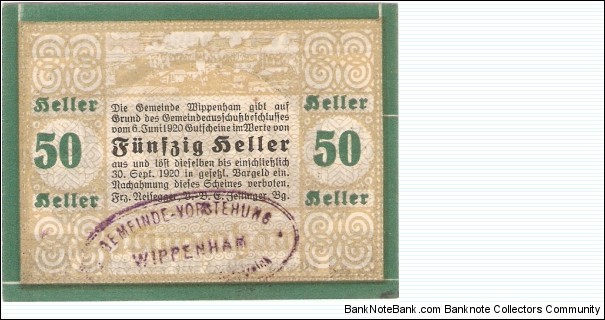 Heller
50
Heller
Die Gemeinde Wippenham gibt auf
Grund des Gemeindeausschußbeschlusses
vom 6. Juni 1920 Gutscheine im Werte von
Fünfzig Heller
aus und löst dieselben bis einschließlich
30. Sept. 1920 in gesetzl. Bargeld ein.
Nachahmung dieses Scheines verboten.
Frz.
Heller
50
Heller
GEMEINDE-VORSTEHUNG
WIPPENHAM
BankNoteBank.com Banknote Collectors Community